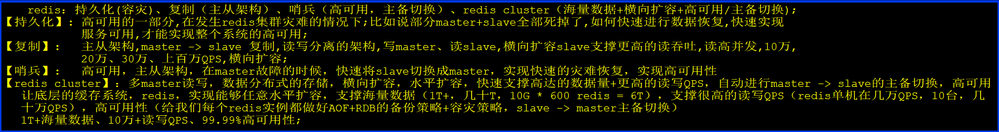 redis：持久化(容灾)、复制（主从架构）、哨兵（高可用，主备切换）、redis cluster（海量数据+横向扩容+高可用/主备切换);
【持久化】：高可用的一部分,在发生redis集群灾难的情况下;比如说部分master+slave全部死掉了,如何快速进行数据恢复,快速实现
服务可用,才能实现整个系统的高可用;
【复制】： 主从架构,master -> slave 复制,读写分离的架构,写master、读slave,横向扩容slave支撑更高的读吞吐,读高并发,10万,
20万、30万、上百万QPS,横向扩容;
【哨兵】： 高可用，主从架构，在master故障的时候，快速将slave切换成master，实现快速的灾难恢复，实现高可用性
【redis cluster】：多master读写，数据分布式的存储，横向扩容，水平扩容，快速支撑高达的数据量+更高的读写QPS，自动进行master -> slave的主备切换，高可用
让底层的缓存系统，redis，实现能够任意水平扩容，支撑海量数据（1T+，几十T，10G * 600 redis = 6T），支撑很高的读写QPS（redis单机在几万QPS，10台，几
十万QPS），高可用性（给我们每个redis实例都做好AOF+RDB的备份策略+容灾策略，slave -> master主备切换）
1T+海量数据、10万+读写QPS、99.99%高可用性;